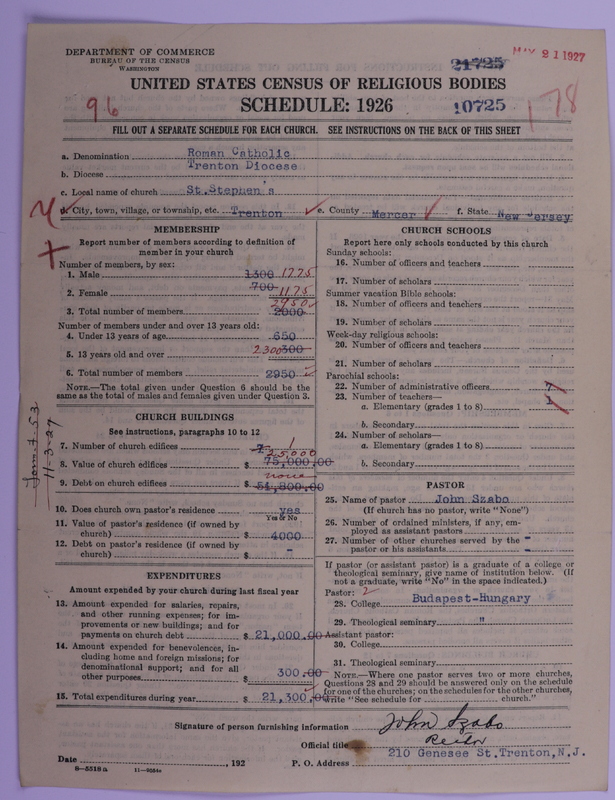 DEPARTMENT OF COMMERCE
BUREAU OF THE CENSUS
WASHINGTON
21725
MAY 21 1927
UNITED STATES CENSUS OF RELIGIOUS BODIES
SCHEDULE: 1926
96
10725
178
FILL OUT A SEPARATE SCHEDULE FOR EACH CHURCH. SEE INSTRUCTIONS ON THE BACK OF THIS SHEET
a. Denomination Roman Catholic
b. Diocese Trenton Diocese
c. Local name of church St.Stephen's
d. City, town, village, or township, etc. Trenton e. County Mercer f. State New Jersey
MEMBERSHIP
Report number of members according to definition of
member in your church
Number of members, by sex:
1. Male 1300 1775
2. Female 700 1175
3. Total number of members 2000 2950
Number of members under and over 13 years old:
4. Under 13 years of age 650
5. 13 years old and over 2300 300
6. Total number of members 2950
NOTE.—The total given under Question 6 should be the
same as the total of males and females given under Question 3.
CHURCH BUILDINGS
See instructions, paragraphs 10 to 12
7. Number of church edifices 1
8. Value of church edifices $ 75,000,00 25,000
9. Debt on church edifices $ 51,800,00 none
10. Does church own pastor's residence yes
Yes or No
11. Value of pastor's residence (if owned by
church) $ 4000
12. Debt on pastor's residence (if owned by
church) $ "
EXPENDITURES
Amount expended by your church during last fiscal year
13. Amount expended for salaries, repairs,
and other running expenses; for im-
provements or new buildings; and for
payments on church debt $ 21,000.00
14. Amount expended for benevolences, in-
cluding home and foreign missions; for
denominational support; and for all
other purposes $ 300.00
15. Total expenditures during year $ 21,300,00
11-3-27
CHURCH SCHOOLS
Report here only schools conducted by this church
Sunday schools:
16. Number of officers and teachers
17. Number of scholars
Summer vacation Bible schools:
18. Number of officers and teachers
19. Number of scholars
Week-day religious schools:
20. Number of officers and teachers
21. Number of scholars
Parochial schools:
22. Number of administrative officers
23. Number of teachers—
a. Elementary (grades 1 to 8)
b. Secondary
24. Number of scholars—
a. Elementary (grades 1 to 8)
b. Secondary
PASTOR
25. Name of pastor John Szabo
(If church has no pastor, write "None")
26. Number of ordained ministers, if any, em-
ployed as assistant pastors
27. Number of other churches served by the
pastor or his assistants
If pastor (or assistant pastor) is a graduate of a college or
theological seminary, give name of institution below. (If
not a graduate, write "No" in the space indicated.)
Pastor: 2
28. College Budapest-Hungary
29. Theological seminary "
Assistant pastor:
30. College
31. Theological seminary
NOTE.—Where one pastor serves two or more churches,
Questions 28 and 29 should be answered only on the schedule
for one of the churches; on the schedules for the other churches,
write "See schedule for church."
Signature of person furnishing information John Szabo
Official title Rector
Date , 192 P. O. Address 210 Genesee St.Trenton,N.J.
8-5518a 11-9554a